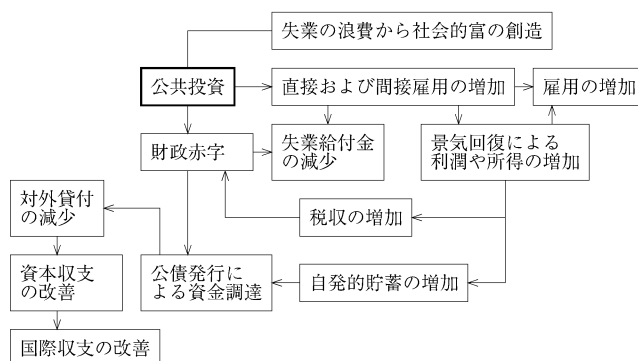 失業の浪費から社会的富の創造
公共投資
直接および間接雇用の増加
雇用の増加
財政赤字
失業給付金
の減少
景気回復による
利潤や所得の増加
対外貸付
の減少
税収の増加
資本収支
の改善
公債発行に
よる資金調達
自発的貯蓄の増加
国際収支の改善